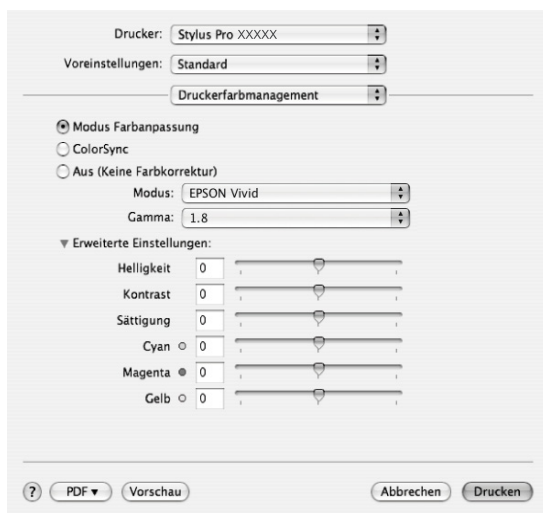 Drucker: Stylus Pro XXXXX
Voreinstellungen: Standard
Druckerfarbmanagement
Modus Farbanpassung
ColorSync
Aus (Keine Farbkorrektur)
Modus: EPSON Vivid
Gamma: 1.8
Erweiterte Einstellungen:
Helligkeit 0
Kontrast 0
Sättigung 0
Cyan 0
Magenta 0
Gelb 0
? PDF Vorschau Abbrechen Drucken